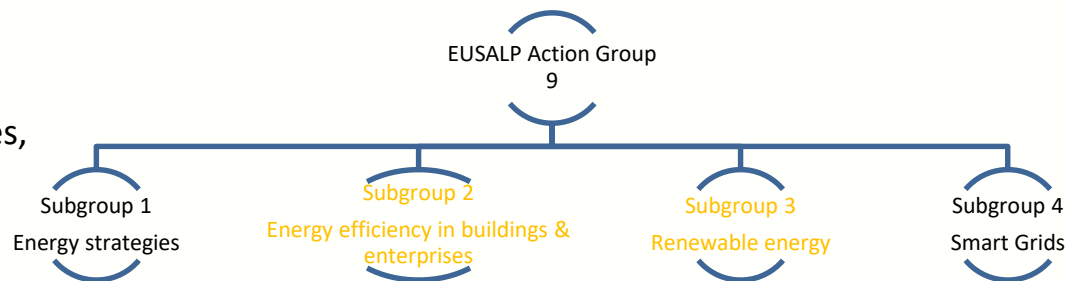 EUSALP Action Group
9
es,
Subgroup 1
Energy strategies
Subgroup 2
Energy efficiency in buildings &
enterprises
Subgroup 3
Renewable energy
Subgroup 4
Smart Grids